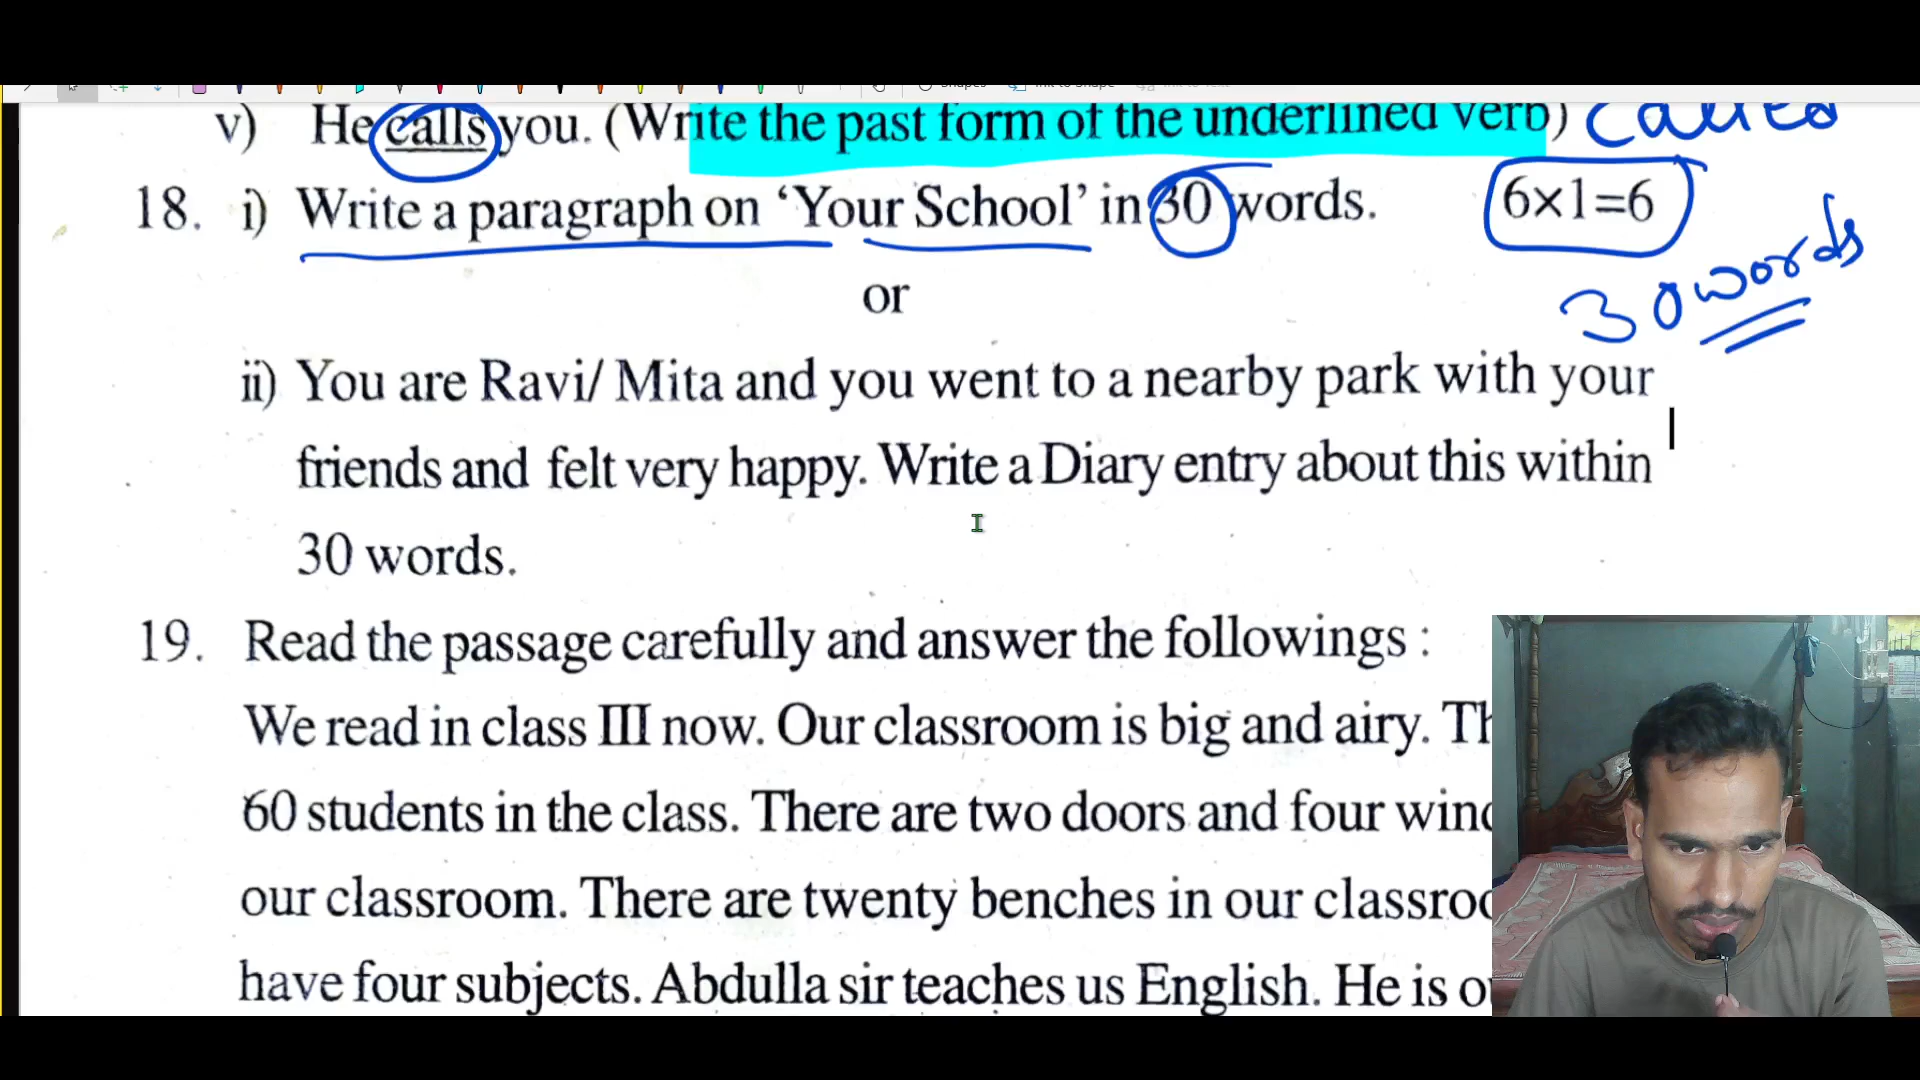 v) He calls you. (Write the past form of the underlined verb) called
18. i) Write a paragraph on ‘Your School’ in 30 words. 6×1=6
30 words
or
ii) You are Ravi/ Mita and you went to a nearby park with your
friends and felt very happy. Write a Diary entry about this within
30 words.
19. Read the passage carefully and answer the followings :
We read in class III now. Our classroom is big and airy.
60 students in the class. There are two doors and four
our classroom. There are twenty benches in our
have four subjects. Abdulla sir teaches us English. He is